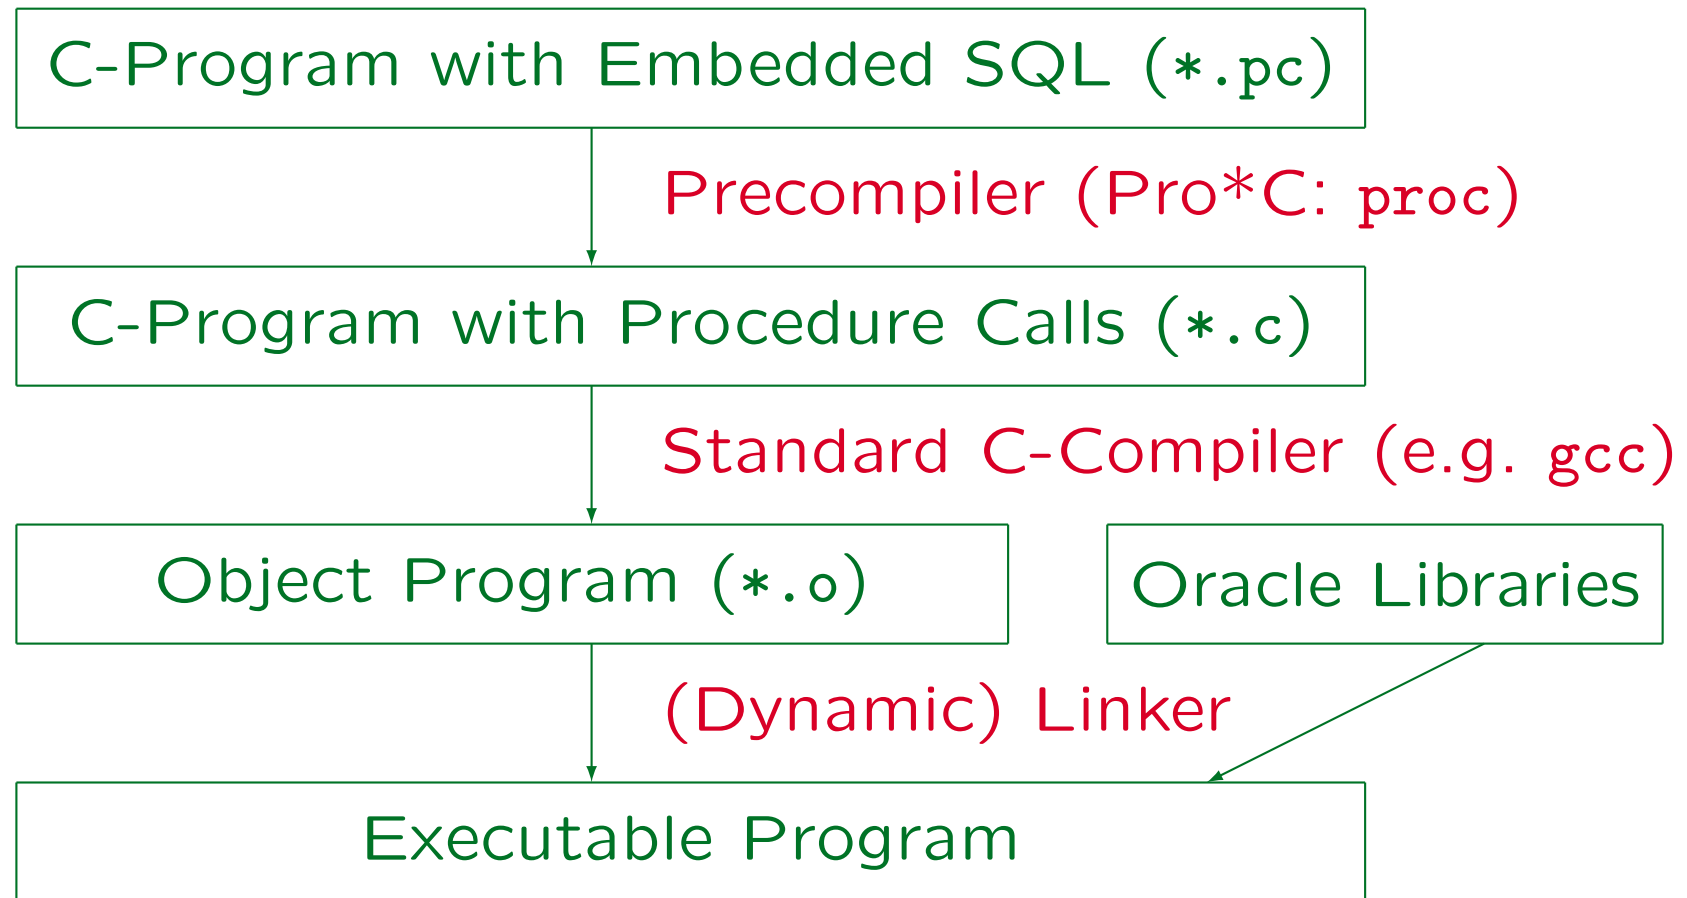 C-Program with Embedded SQL (*.pc)
Precompiler (Pro*C: proc)
C-Program with Procedure Calls (*.c)
Standard C-Compiler (e.g. gcc)
Object Program (*.o)
Oracle Libraries
(Dynamic) Linker
Executable Program